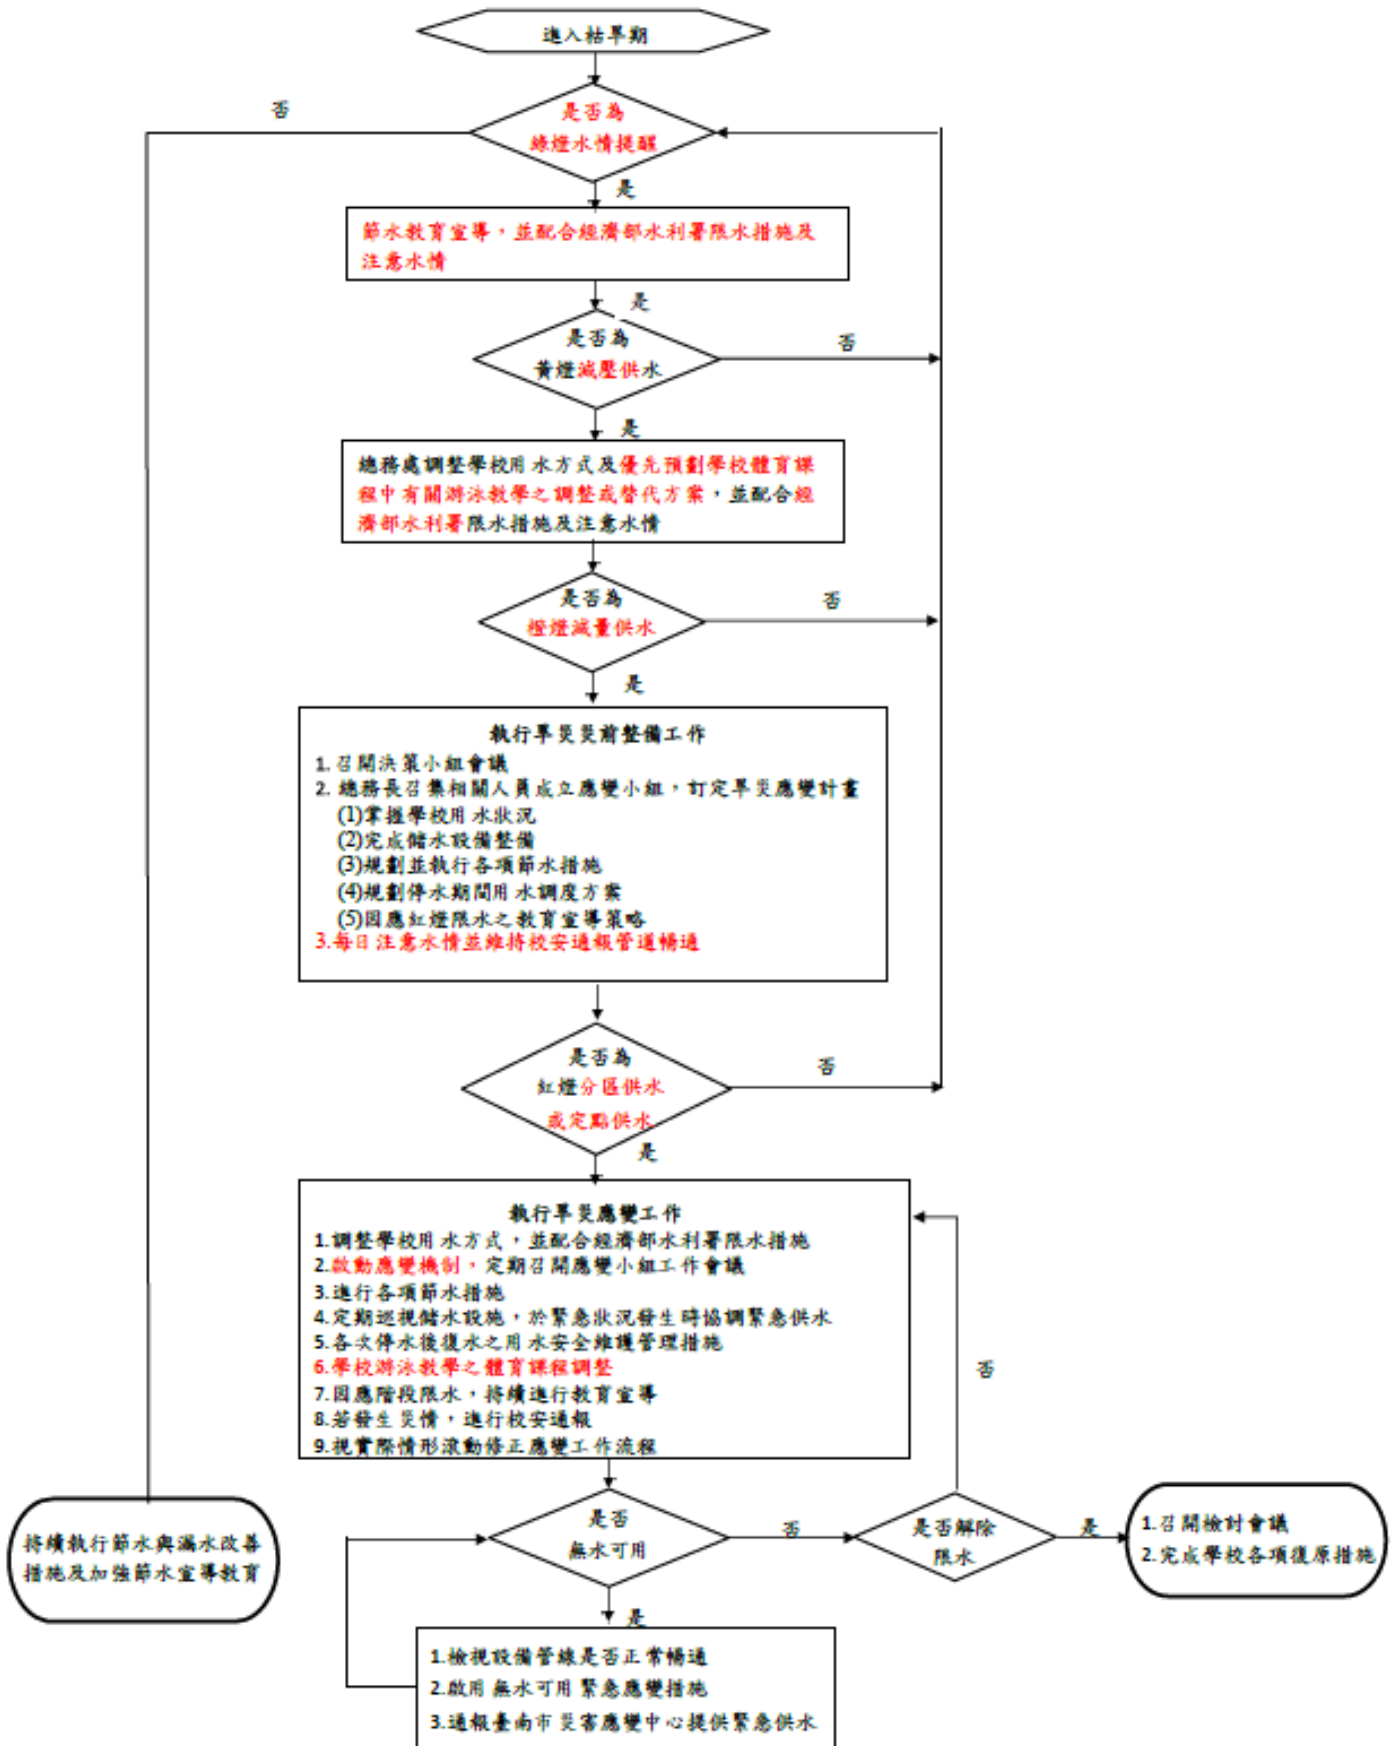 進入枯旱期
否
是否為
綠燈水情提醒
是
節水教育宣導，並配合經濟部水利署限水措施及
注意水情
是
是否為
黃燈減壓供水
否
是
總務處調整學校用水方式及優先預劃學校體育課
程中有關游泳教學之調整或替代方案，並配合經
濟部水利署限水措施及注意水情
是否為
橙燈減量供水
否
是
執行旱災災前整備工作
1.召開決策小組會議
2. 總務長召集相關人員成立應變小組，訂定旱災應變計畫
(1)掌握學校用水狀況
(2)完成儲水設備整備
(3)規劃並執行各項節水措施
(4)規劃停水期間用水調度方案
(5)因應紅燈限水之教育宣導策略
3.每日注意水情並維持校安通報管道暢通
是否為
紅燈分區供水
或定點供水
否
是
執行旱災應變工作
1.調整學校用水方式，並配合經濟部水利署限水措施
2.啟動應變機制，定期召開應變小組工作會議
3.進行各項節水措施
4.定期巡視儲水設施，於緊急狀況發生時協調緊急供水
5.各次停水後復水之用水安全維護管理措施
6.學校游泳教學之體育課程調整
7.因應階段限水，持續進行教育宣導
8.若發生災情，進行校安通報
9.視實際情形滾動修正應變工作流程
否
持續執行節水與漏水改善
措施及加強節水宣導教育
是否
無水可用
否
是否解除
限水
是
1.召開檢討會議
2.完成學校各項復原措施
是
1.檢視設備管線是否正常暢通
2.啟用無水可用緊急應變措施
3.通報臺南市災害應變中心提供緊急供水